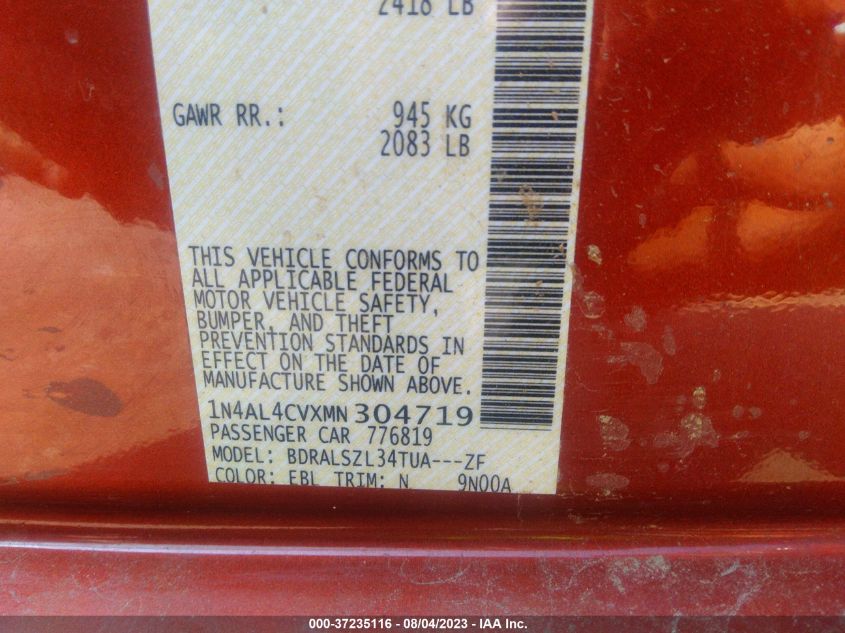 2418 LB
GAWR RR.: 945 KG
2083 LB
THIS VEHICLE CONFORMS TO
ALL APPLICABLE FEDERAL
MOTOR VEHICLE SAFETY,
BUMPER, AND THEFT
PREVENTION STANDARDS IN
EFFECT ON THE DATE OF
MANUFACTURE SHOWN ABOVE.
1N4AL4CVXMN304719
PASSENGER CAR 776819
MODEL: BDRALSZL34TUA---ZF
COLOR: EBL TRIM: N 9N00A
000-37235116 - 08/04/2023 - IAA Inc.